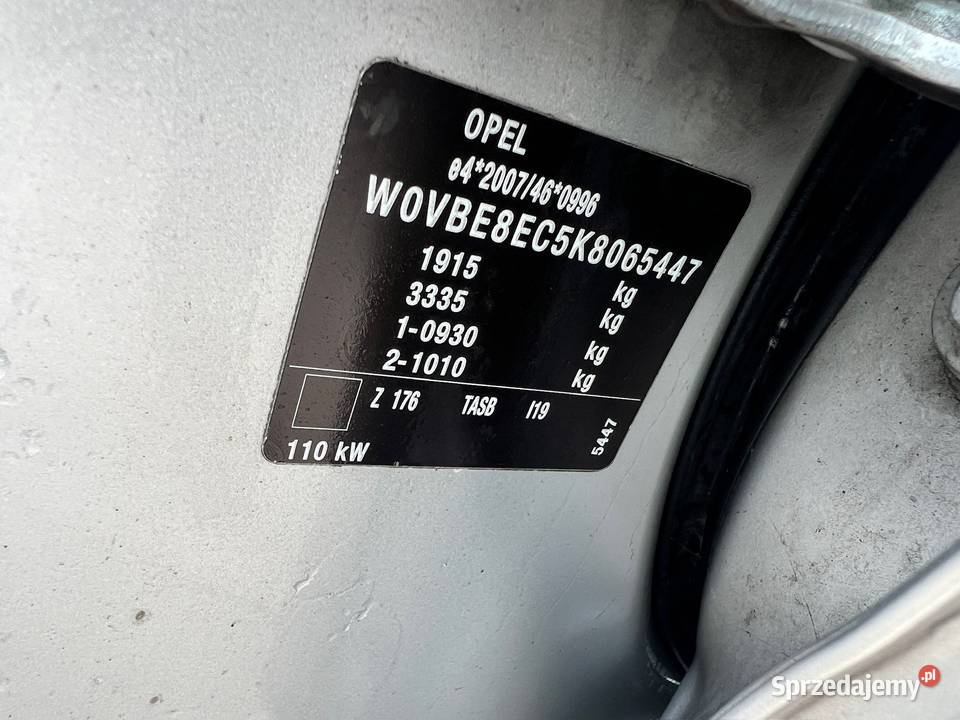 OPEL
e4*2007/46*0996
W0VBE8EC5K8065447
1915 kg
3335 kg
1-0930 kg
2-1010 kg
Z 176 TASB I19
5447
110 kW
Sprzedajemy.pl